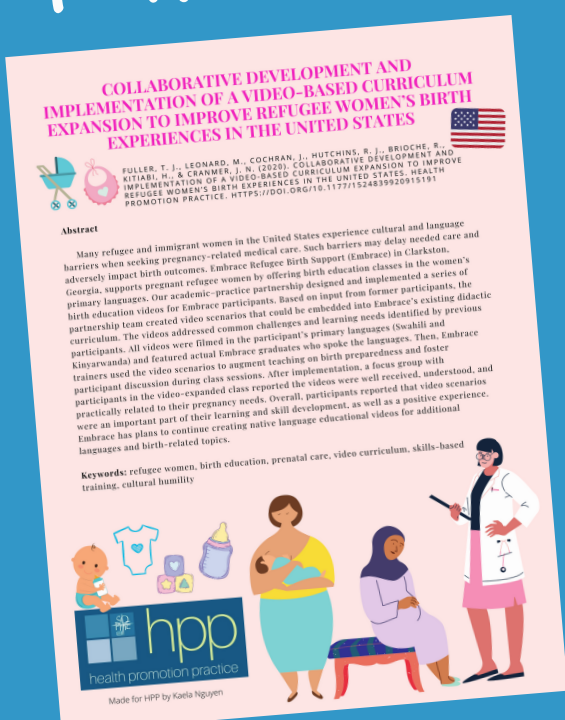 COLLABORATIVE DEVELOPMENT AND
IMPLEMENTATION OF A VIDEO-BASED CURRICULUM
EXPANSION TO IMPROVE REFUGEE WOMEN'S BIRTH
EXPERIENCES IN THE UNITED STATES
FULLER, T. J., LEONARD, M., COCHRAN, J., HUTCHINS, R. J., BRIOCHE, R.,
KITIABI, H., & CRANMER, J. N. (2020). COLLABORATIVE DEVELOPMENT AND
IMPLEMENTATION OF A VIDEO-BASED CURRICULUM EXPANSION TO IMPROVE
REFUGEE WOMEN'S BIRTH EXPERIENCES IN THE UNITED STATES. HEALTH
PROMOTION PRACTICE. HTTPS://DOI.ORG/10.1177/1524839920915191
Abstract
Many refugee and immigrant women in the United States experience cultural and language
barriers when seeking pregnancy-related medical care. Such barriers may delay needed care and
adversely impact birth outcomes. Embrace Refugee Birth Support (Embrace) in Clarkston,
Georgia, supports pregnant refugee women by offering birth education classes in the women's
primary languages. Our academic-practice partnership designed and implemented a series of
birth education videos for Embrace participants. Based on input from former participants, the
partnership team created video scenarios that could be embedded into Embrace's existing didactic
curriculum. The videos addressed common challenges and learning needs identified by previous
participants. All videos were filmed in the participant's primary languages (Swahili and
Kinyarwanda) and featured actual Embrace graduates who spoke the languages. Then, Embrace
trainers used the video scenarios to augment teaching on birth preparedness and foster
participant discussion during class sessions. After implementation, a focus group with
participants in the video-expanded class reported the videos were well received, understood, and
practically related to their pregnancy needs. Overall, participants reported that video scenarios
were an important part of their learning and skill development, as well as a positive experience.
Embrace has plans to continue creating native language educational videos for additional
languages and birth-related topics.
Keywords: refugee women, birth education, prenatal care, video curriculum, skills-based
training, cultural humility
hpp
health promotion practice
Made for HPP by Kaela Nguyen